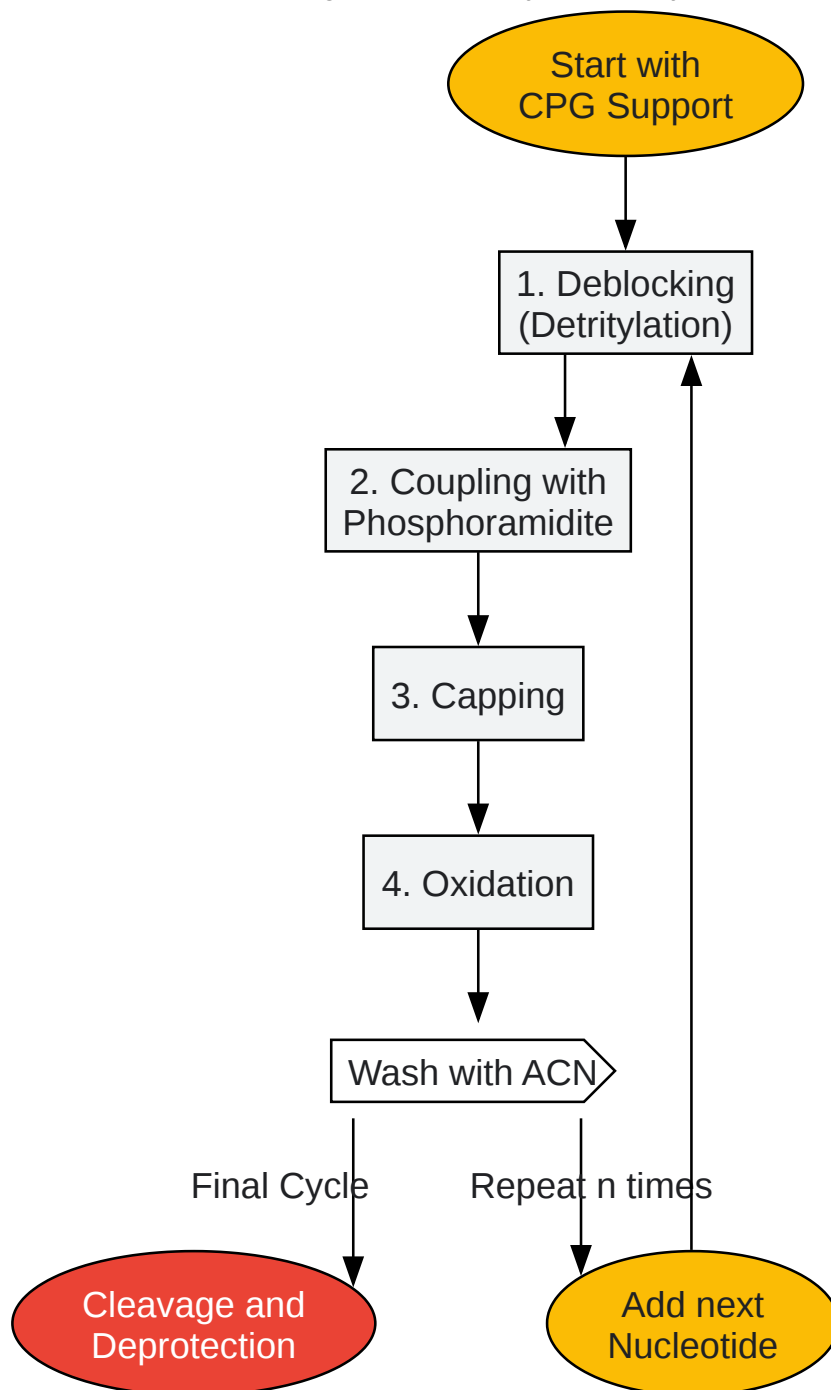 Start with
CPG Support
1. Deblocking
(Detritylation)
2. Coupling with
Phosphoramidite
3. Capping
4. Oxidation
Wash with ACN
Final Cycle
Repeat n times
Cleavage and
Deprotection
Add next
Nucleotide